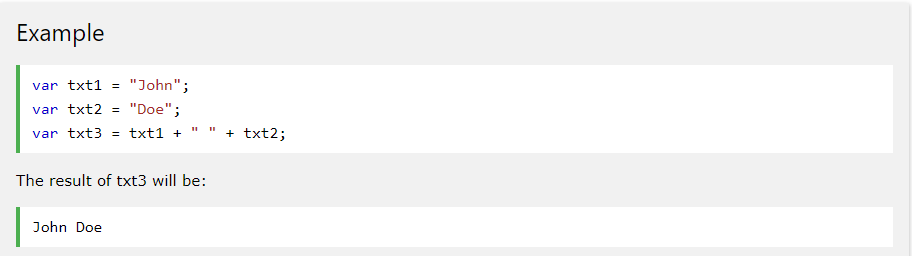 Example
var txt1 = "John";
var txt2 = "Doe";
var txt3 = txt1 + " " + txt2;
The result of txt3 will be:
John Doe